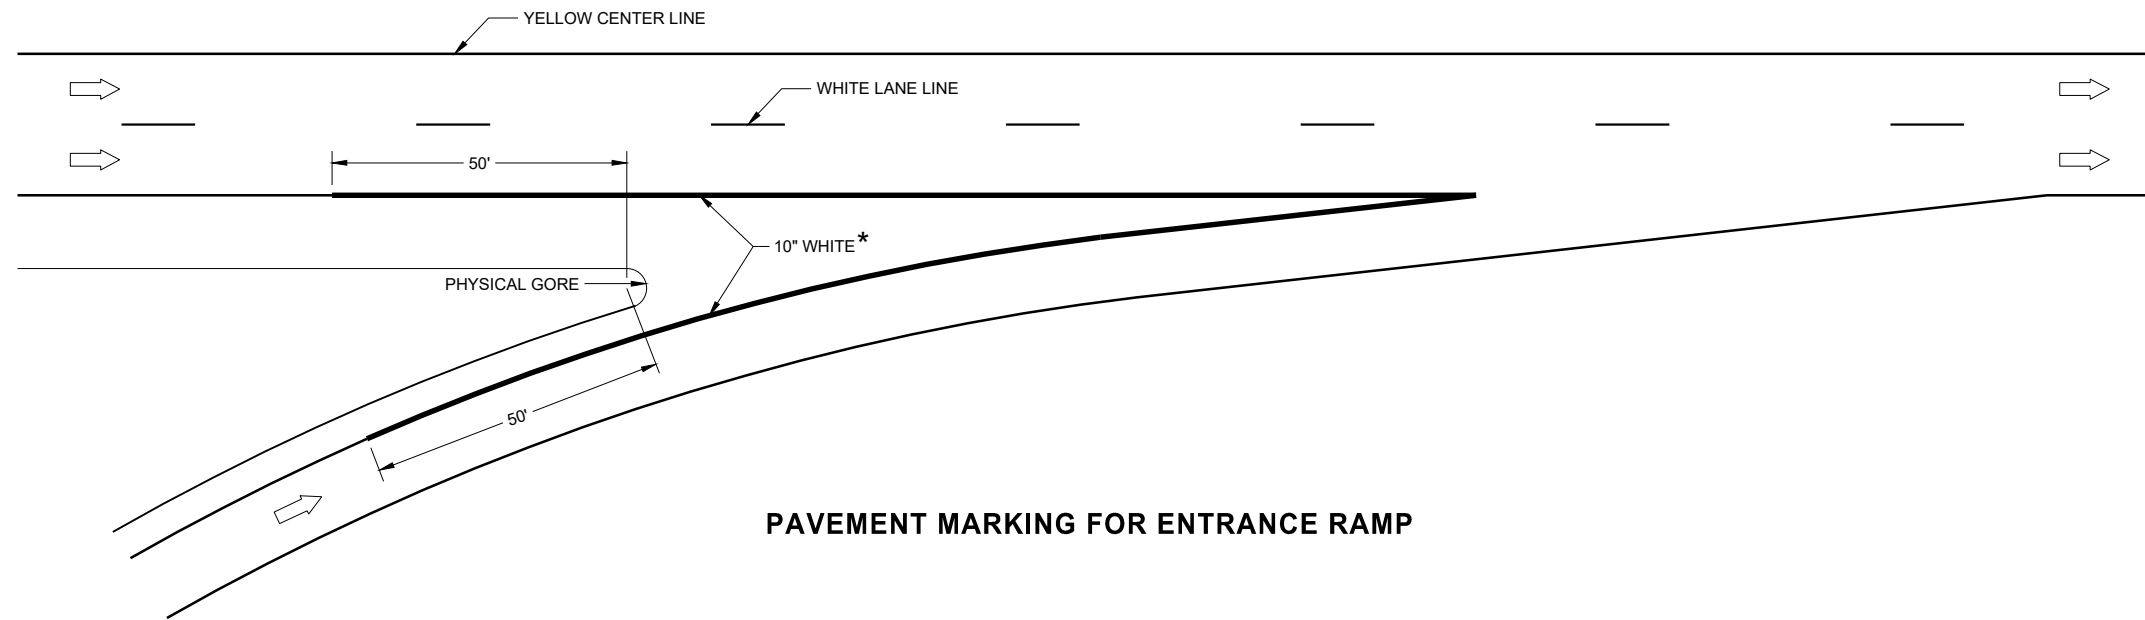 YELLOW CENTER LINE
WHITE LANE LINE
50'
10" WHITE*
PHYSICAL GORE
50'
PAVEMENT MARKING FOR ENTRANCE RAMP